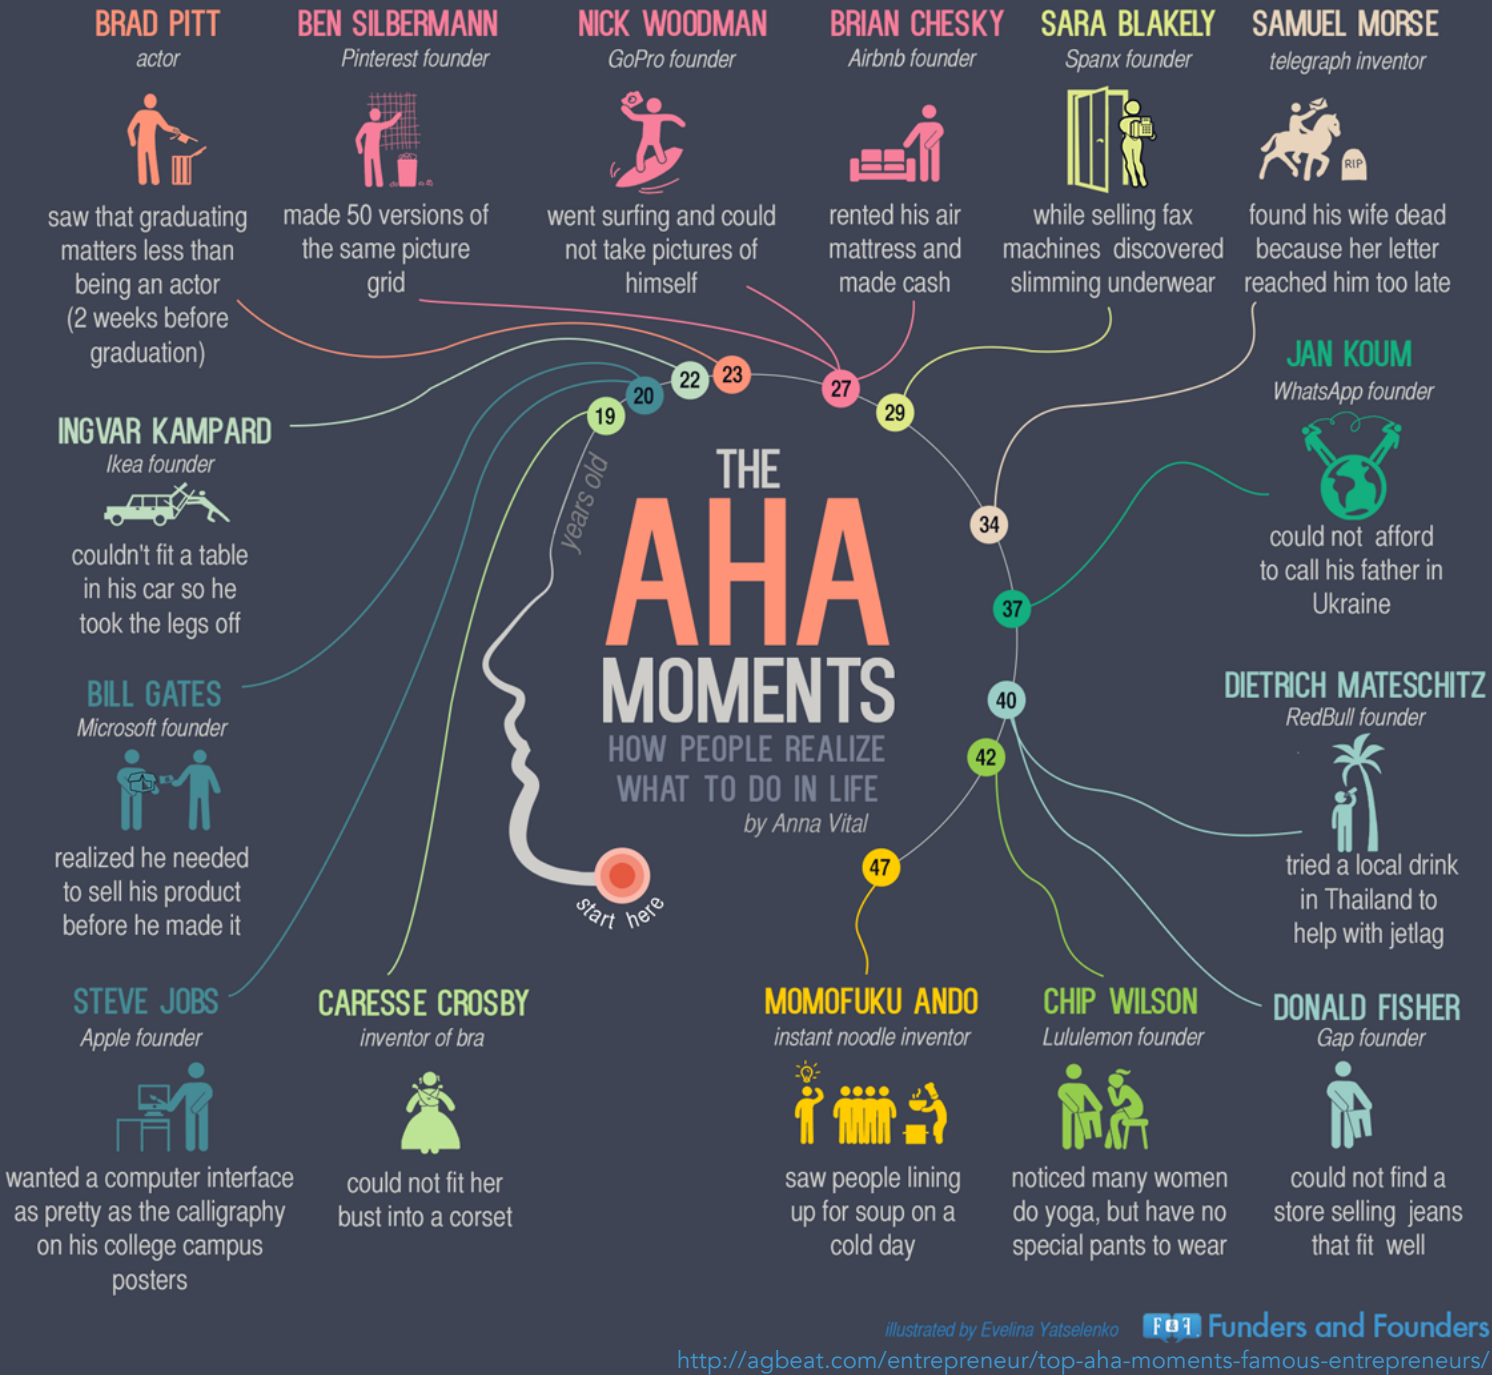 BRAD PITT
actor
saw that graduating
matters less than
being an actor
(2 weeks before
graduation)
BEN SILBERMANN
Pinterest founder
made 50 versions of
the same picture
grid
NICK WOODMAN
GoPro founder
went surfing and could
not take pictures of
himself
BRIAN CHESKY
Airbnb founder
rented his air
mattress and
made cash
SARA BLAKELY
Spanx founder
while selling fax
machines discovered
slimming underwear
SAMUEL MORSE
telegraph inventor
RIP
found his wife dead
because her letter
reached him too late
JAN KOUM
WhatsApp founder
could not afford
to call his father in
Ukraine
INGVAR KAMPARD
Ikea founder
couldn't fit a table
in his car so he
took the legs off
19
20
22
23
27
29
34
37
40
42
47
years old
THE
AHA
MOMENTS
HOW PEOPLE REALIZE
WHAT TO DO IN LIFE
by Anna Vital
start here
BILL GATES
Microsoft founder
realized he needed
to sell his product
before he made it
DIETRICH MATESCHITZ
RedBull founder
tried a local drink
in Thailand to
help with jetlag
STEVE JOBS
Apple founder
wanted a computer interface
as pretty as the calligraphy
on his college campus
posters
CARESSE CROSBY
inventor of bra
could not fit her
bust into a corset
MOMOFUKU ANDO
instant noodle inventor
saw people lining
up for soup on a
cold day
CHIP WILSON
Lululemon founder
noticed many women
do yoga, but have no
special pants to wear
DONALD FISHER
Gap founder
could not find a
store selling jeans
that fit well
illustrated by Evelina Yatselenko
F&F. Funders and Founders
http://agbeat.com/entrepreneur/top-aha-moments-famous-entrepreneurs/